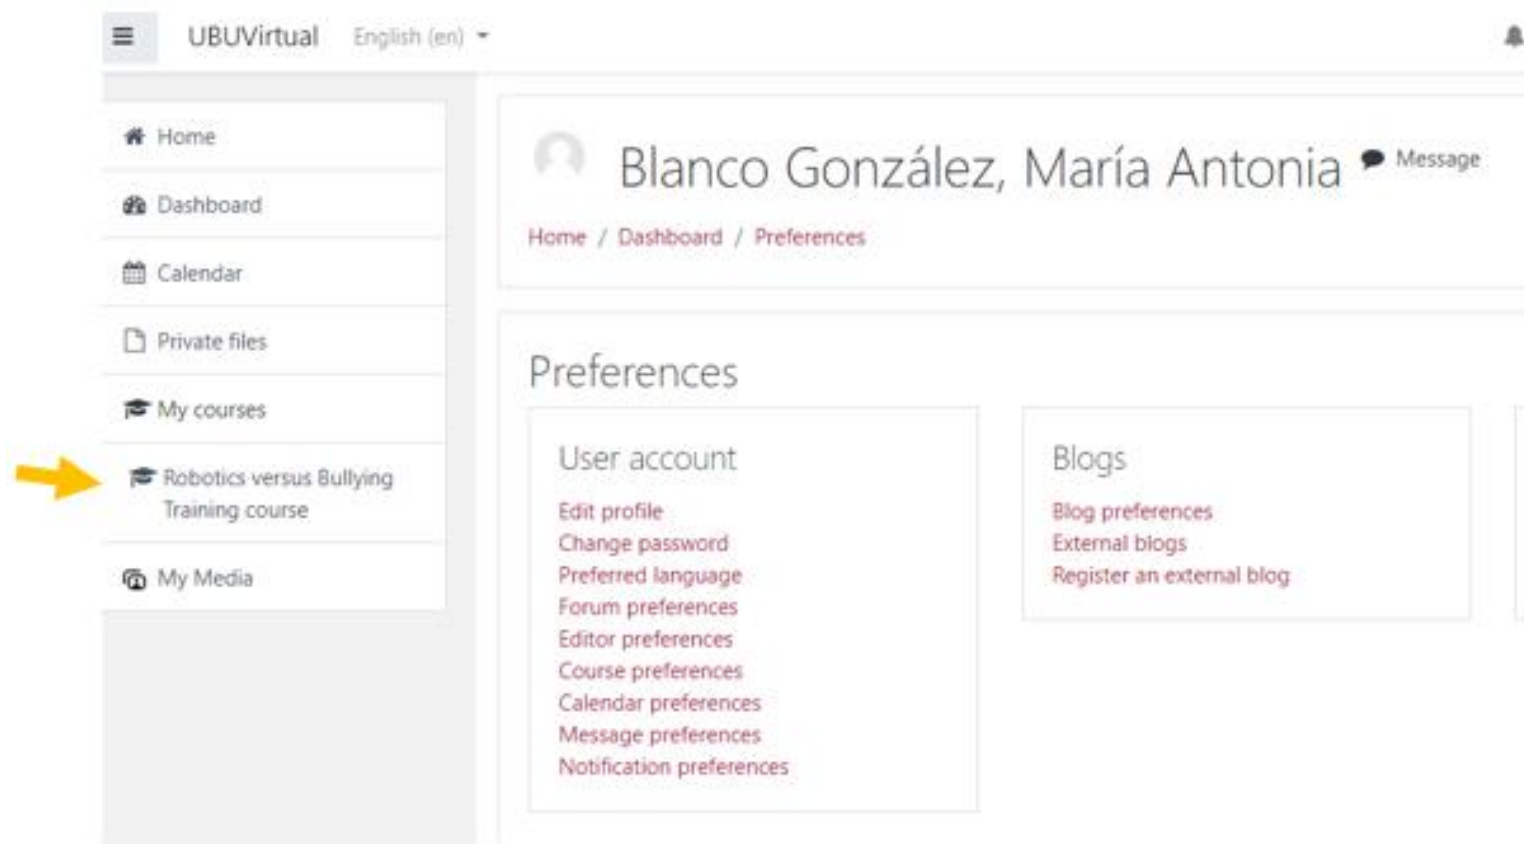 UBUVirtual English (en)
Home
Dashboard
Calendar
Private files
My courses
Robotics versus Bullying
Training course
My Media
Blanco González, María Antonia Message
Home / Dashboard / Preferences
Preferences
User account
Edit profile
Change password
Preferred language
Forum preferences
Editor preferences
Course preferences
Calendar preferences
Message preferences
Notification preferences
Blogs
Blog preferences
External blogs
Register an external blog